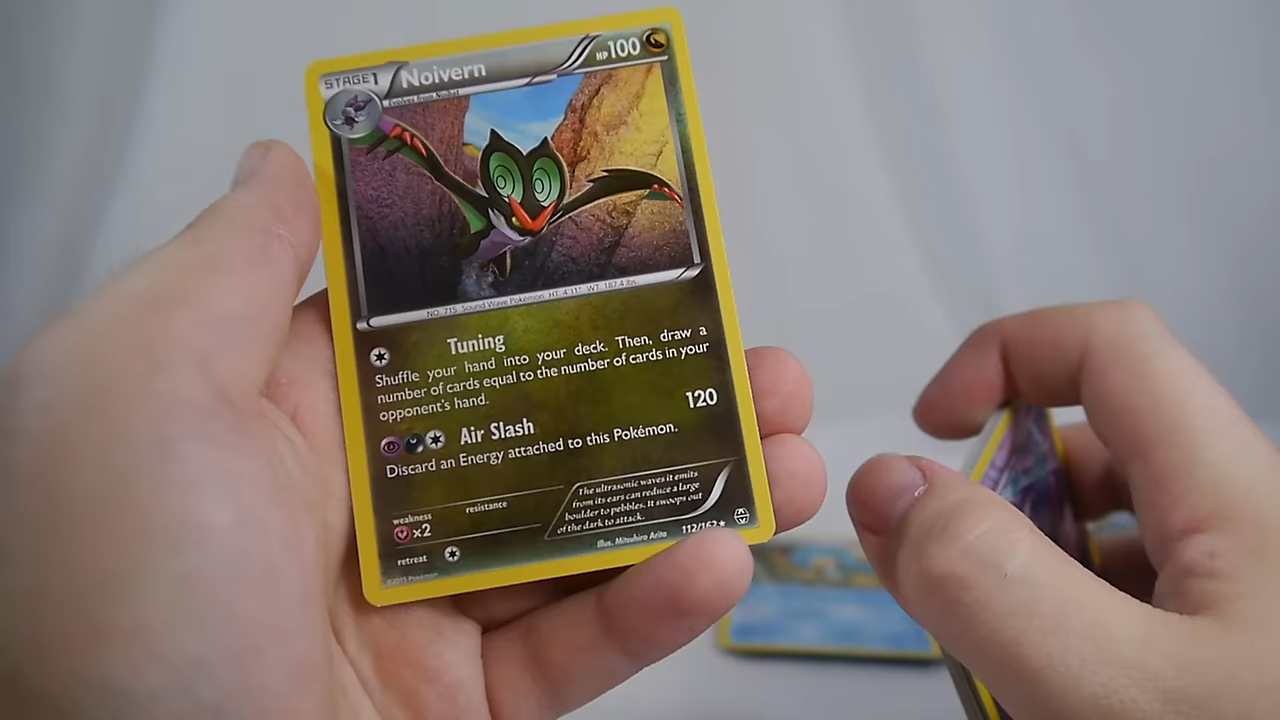 STAGE 1 Noivern HP 100
Evolves from Noibat
NO. 715 Sound Wave Pokémon HT. 4'11" WT. 187.4 lbs.
Tuning
Shuffle your hand into your deck. Then, draw a
number of cards equal to the number of cards in your
opponent's hand.
Air Slash 120
Discard an Energy attached to this Pokémon.
weakness resistance
x2
retreat
The ultrasonic waves it emits
from its ears can reduce a large
boulder to pebbles. It swoops out
of the dark to attack.
Illus. Mitsuhiro Arita 112/162
©2015 Pokémon